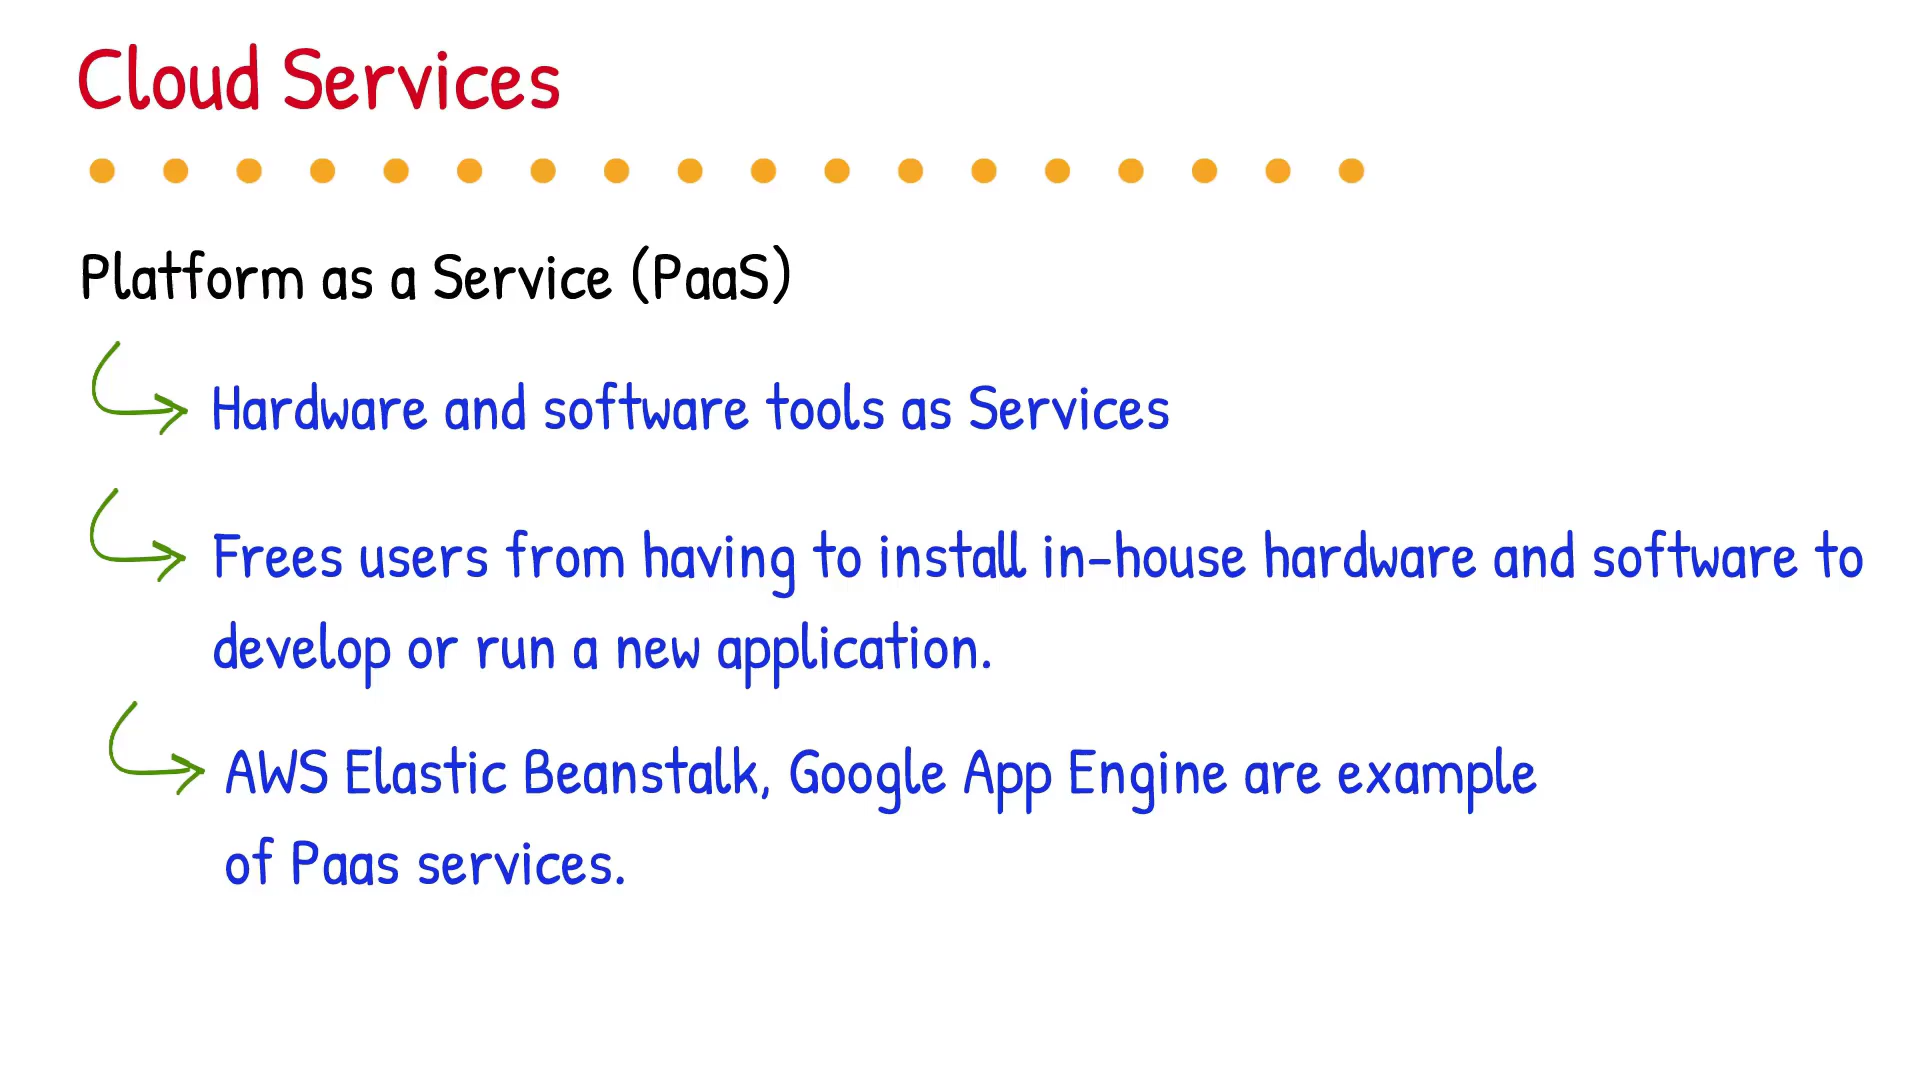 Cloud Services
Platform as a Service (PaaS)
Hardware and software tools as Services
Frees users from having to install in-house hardware and software to
develop or run a new application.
AWS Elastic Beanstalk, Google App Engine are example
of Paas services.